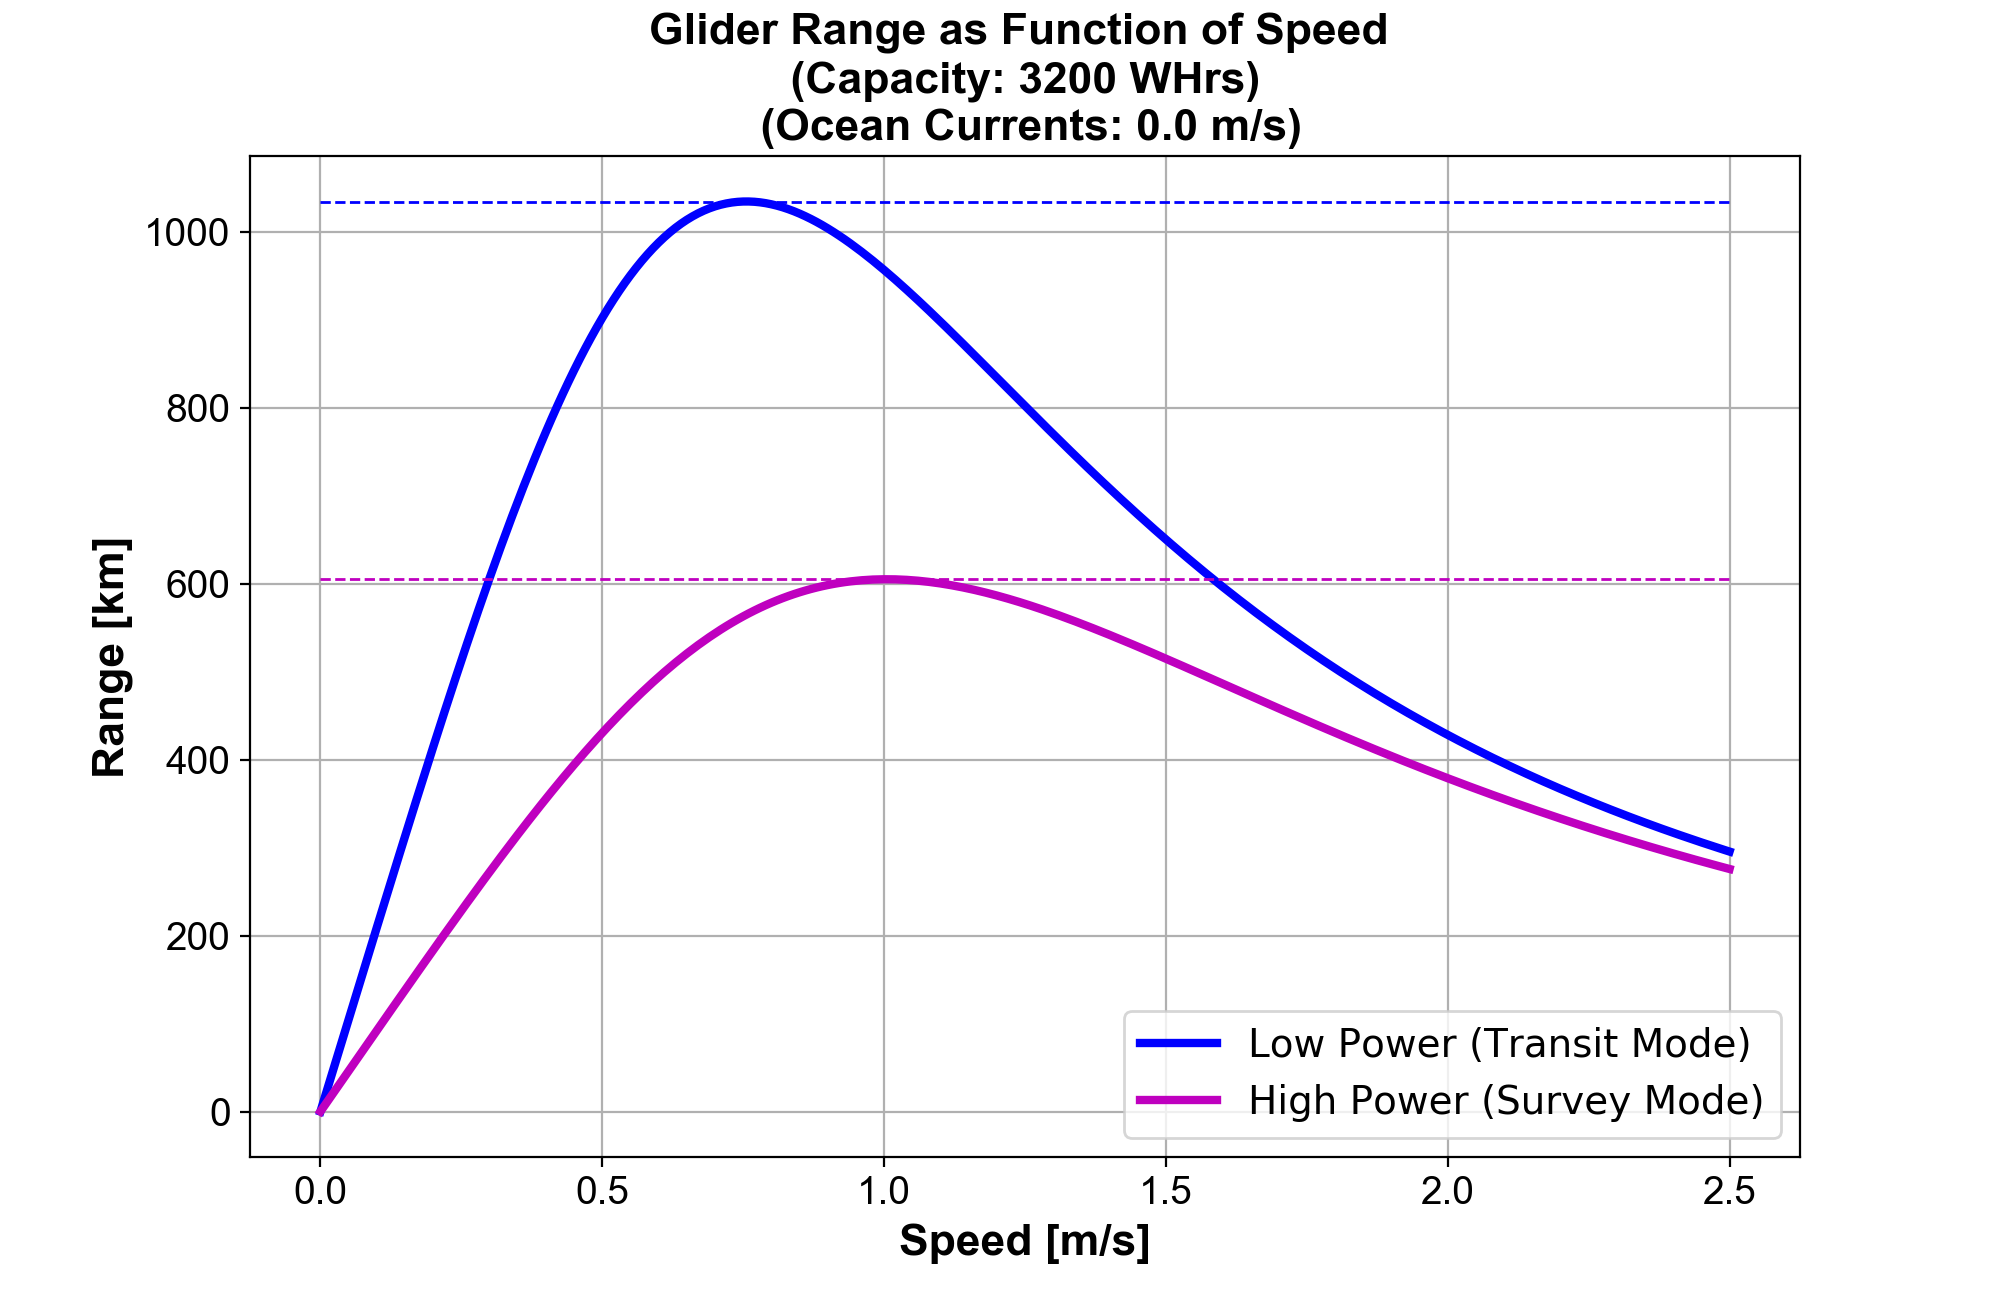 Glider Range as Function of Speed
(Capacity: 3200 WHrs)
(Ocean Currents: 0.0 m/s)
Range [km]
1000
800
600
400
200
0
0.0 0.5 1.0 1.5 2.0 2.5
Speed [m/s]
Low Power (Transit Mode)
High Power (Survey Mode)